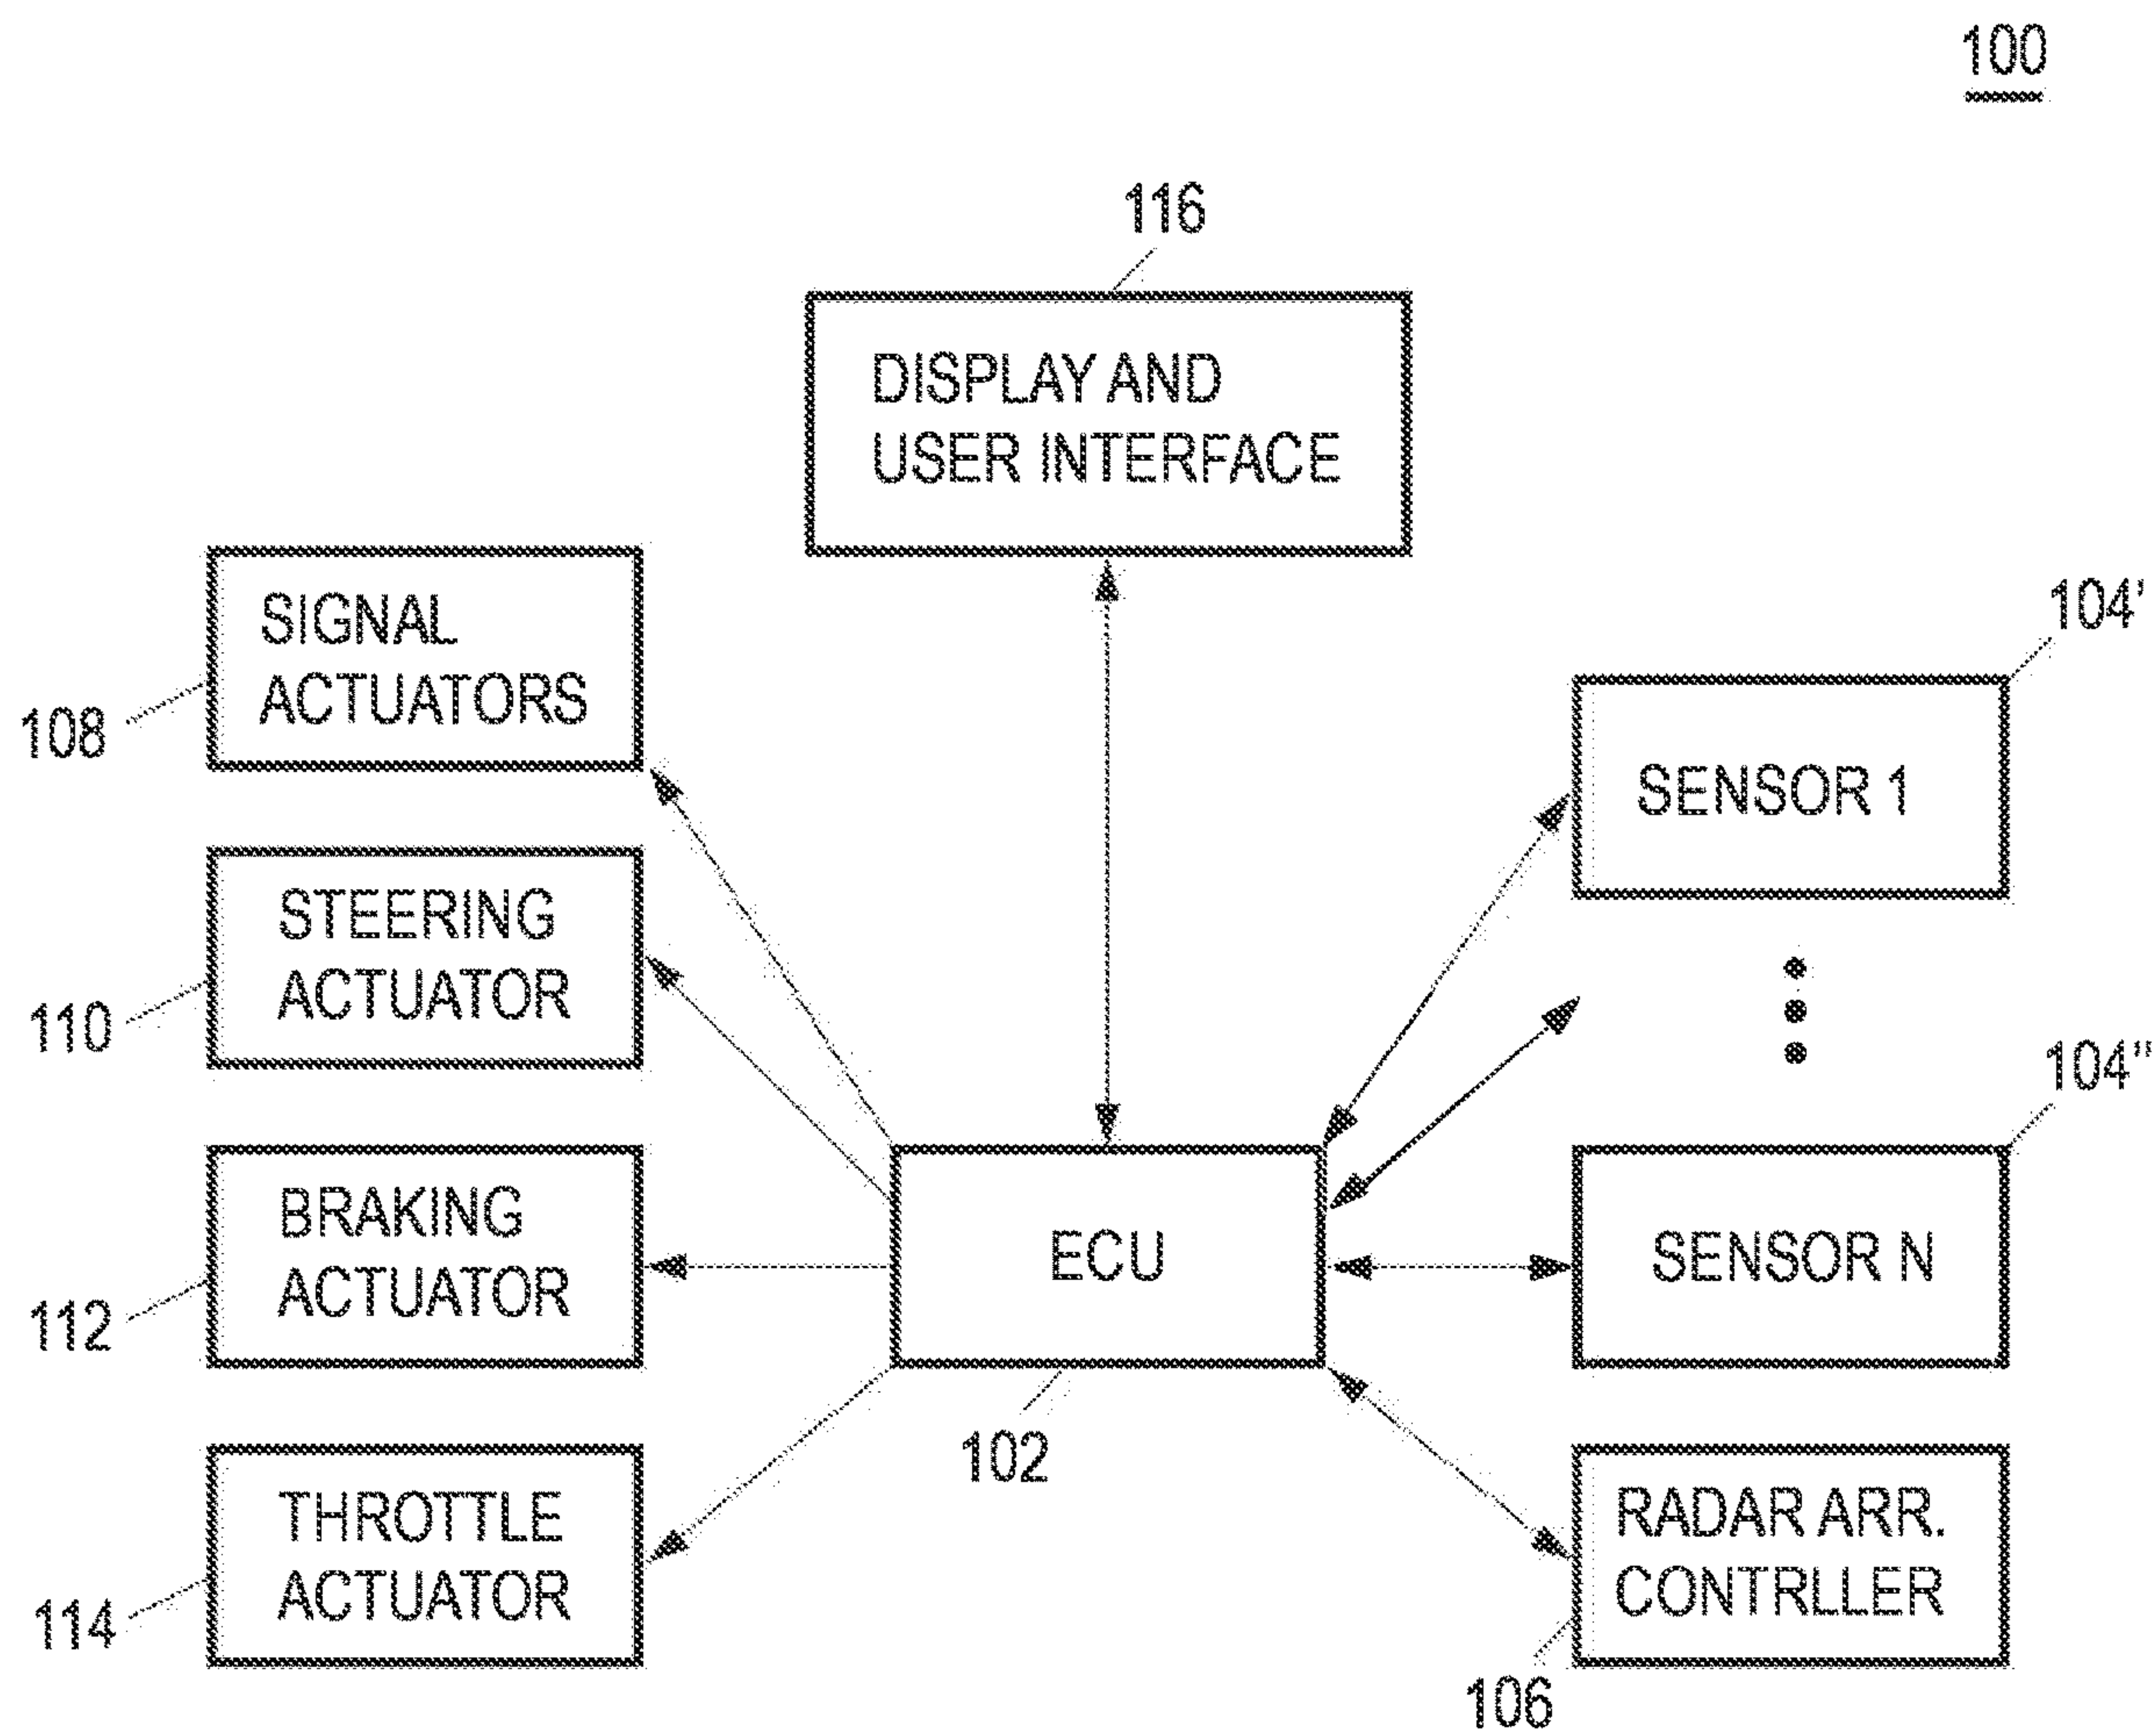 100
116
DISPLAY AND
USER INTERFACE
SIGNAL
ACTUATORS
108
104'
SENSOR 1
STEERING
ACTUATOR
110
104"
BRAKING
ACTUATOR
112
ECU
102
SENSOR N
THROTTLE
ACTUATOR
114
RADAR ARR.
CONTRLLER
106